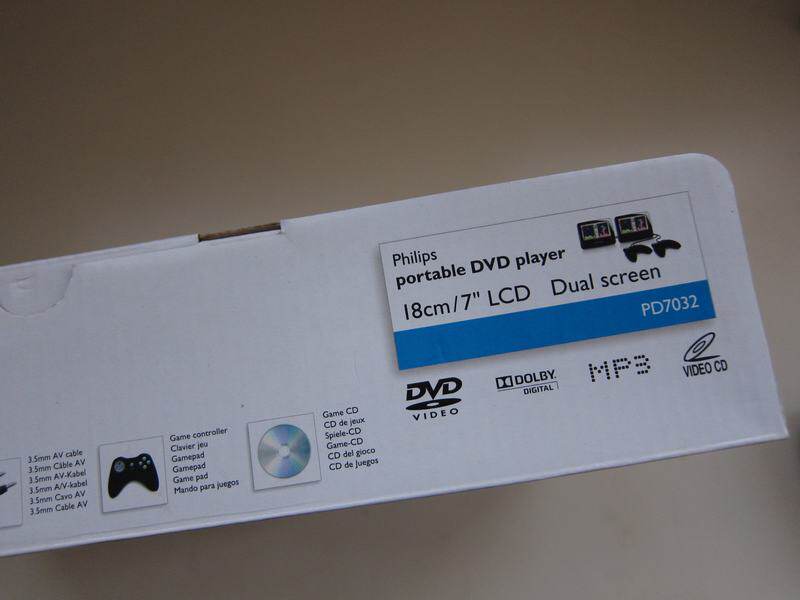 Philips
portable DVD player
18cm/7" LCD Dual screen
PD7032
DVD
VIDEO
DOLBY
DIGITAL
MP3
VIDEO CD
3.5mm AV cable
3.5mm Câble AV
3.5mm AV-Kabel
3.5mm A/V-kabel
3.5mm Cavo AV
3.5mm Cable AV
Game controller
Clavier jeu
Gamepad
Gamepad
Game pad
Mando para juegos
Game CD
CD de jeux
Spiele-CD
Game-CD
CD del gioco
CD de juegos